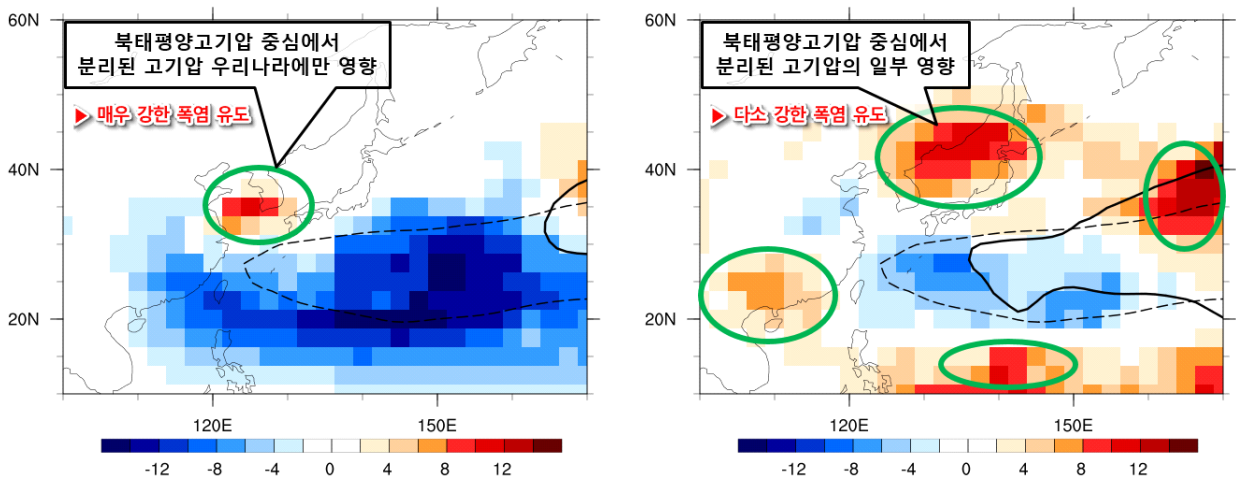 60N
북태평양고기압 중심에서
분리된 고기압 우리나라에만 영향
▶ 매우 강한 폭염 유도
40N
20N
120E
150E
-12
-8
-4
0
4
8
12
60N
북태평양고기압 중심에서
분리된 고기압의 일부 영향
▶ 다소 강한 폭염 유도
40N
20N
120E
150E
-12
-8
-4
0
4
8
12